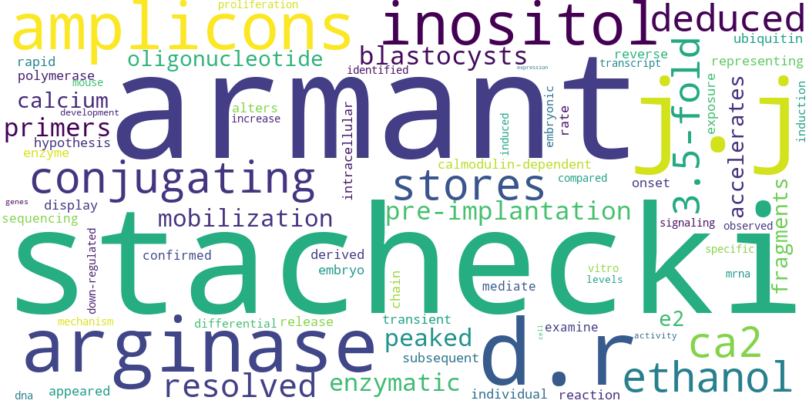 proliferation
amplicons inositol deduced
rapid oligonucleotide blastocysts reverse ubiquitin
polymerase identified expression transcript representing
mouse
calcium armant j.j
development alters
primers increase
hypothesis
enzyme
intracellular
induced
embryonic
rate
3.5-fold
exposure
accelerates
induction
calmodulin-dependent
conjugating stores compared onset
genes display
sequencing mobilization pre-implantation
signaling observed
fragments
stachecki
down-regulated
confirmed derived
embryo
chain
mediate
vitro
levels
specific
mrna
mechanism
differential release transient e2 examine
arginase peaked d.r cell activity ca2
subsequent
resolved enzymatic ethanol
dna appeared individual reaction